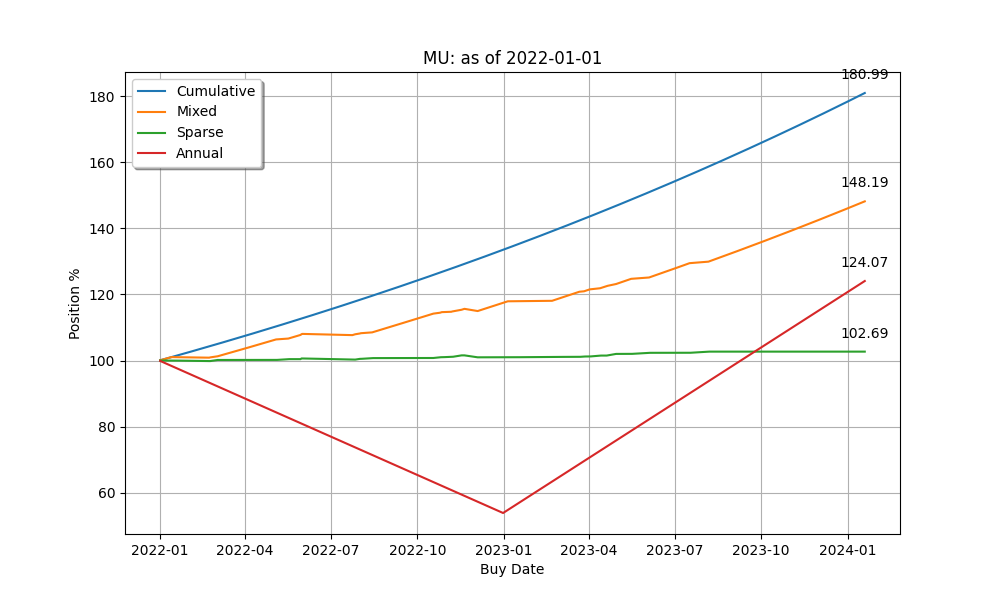 MU: as of 2022-01-01
180.99
180
Cumulative
Mixed
Sparse
Annual
160
148.19
140
124.07
120
102.69
100
80
60
Position %
2022-01 2022-04 2022-07 2022-10 2023-01 2023-04 2023-07 2023-10 2024-01
Buy Date